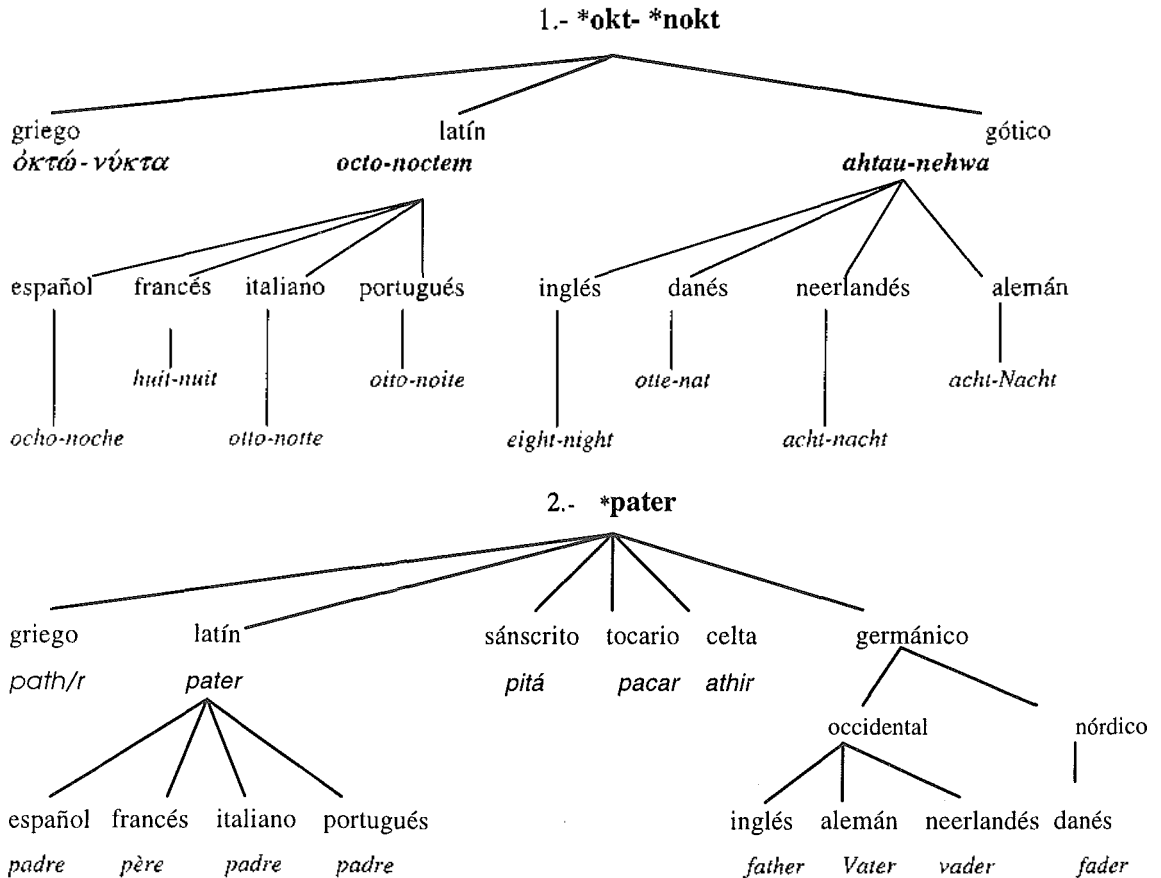 1.- *okt- *nokt
griego latín gótico
ὀκτώ - νύκτα octo-noctem ahtau-nehwa
español francés italiano portugués inglés danés neerlandés alemán
huit-nuit oito-noite otte-nat acht-Nacht
ocho-noche otto-notte eight-night acht-nacht
2.- *pater
griego latín sánscrito tocario celta germánico
path/r pater pitá pacar athir
occidental nórdico
español francés italiano portugués inglés alemán neerlandés danés
padre père padre padre father Vater vader fader